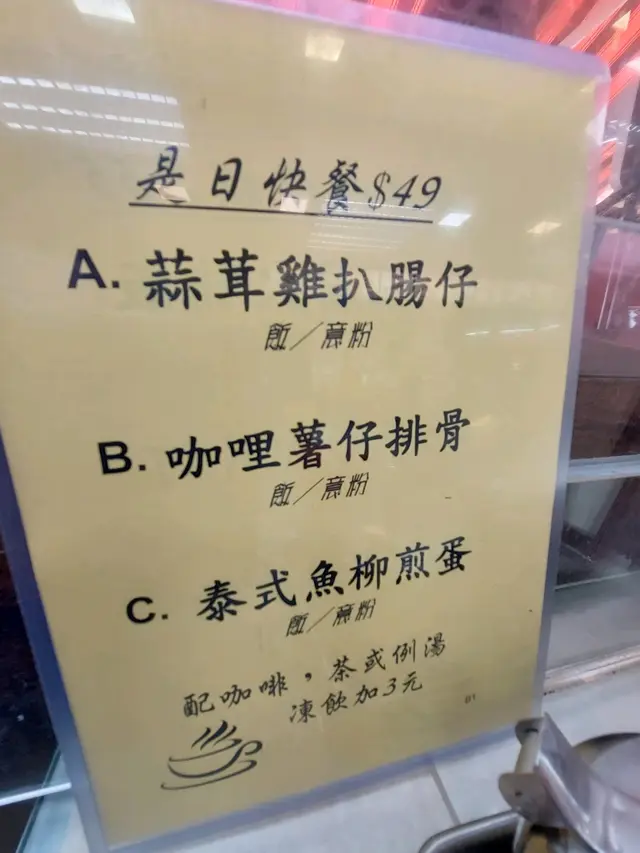 是日快餐$49
A. 蒜茸雞扒腸仔
飯／意粉
B. 咖哩薯仔排骨
飯／意粉
C. 泰式魚柳煎蛋
飯／意粉
配咖啡，茶或例湯
凍飲加3元
01